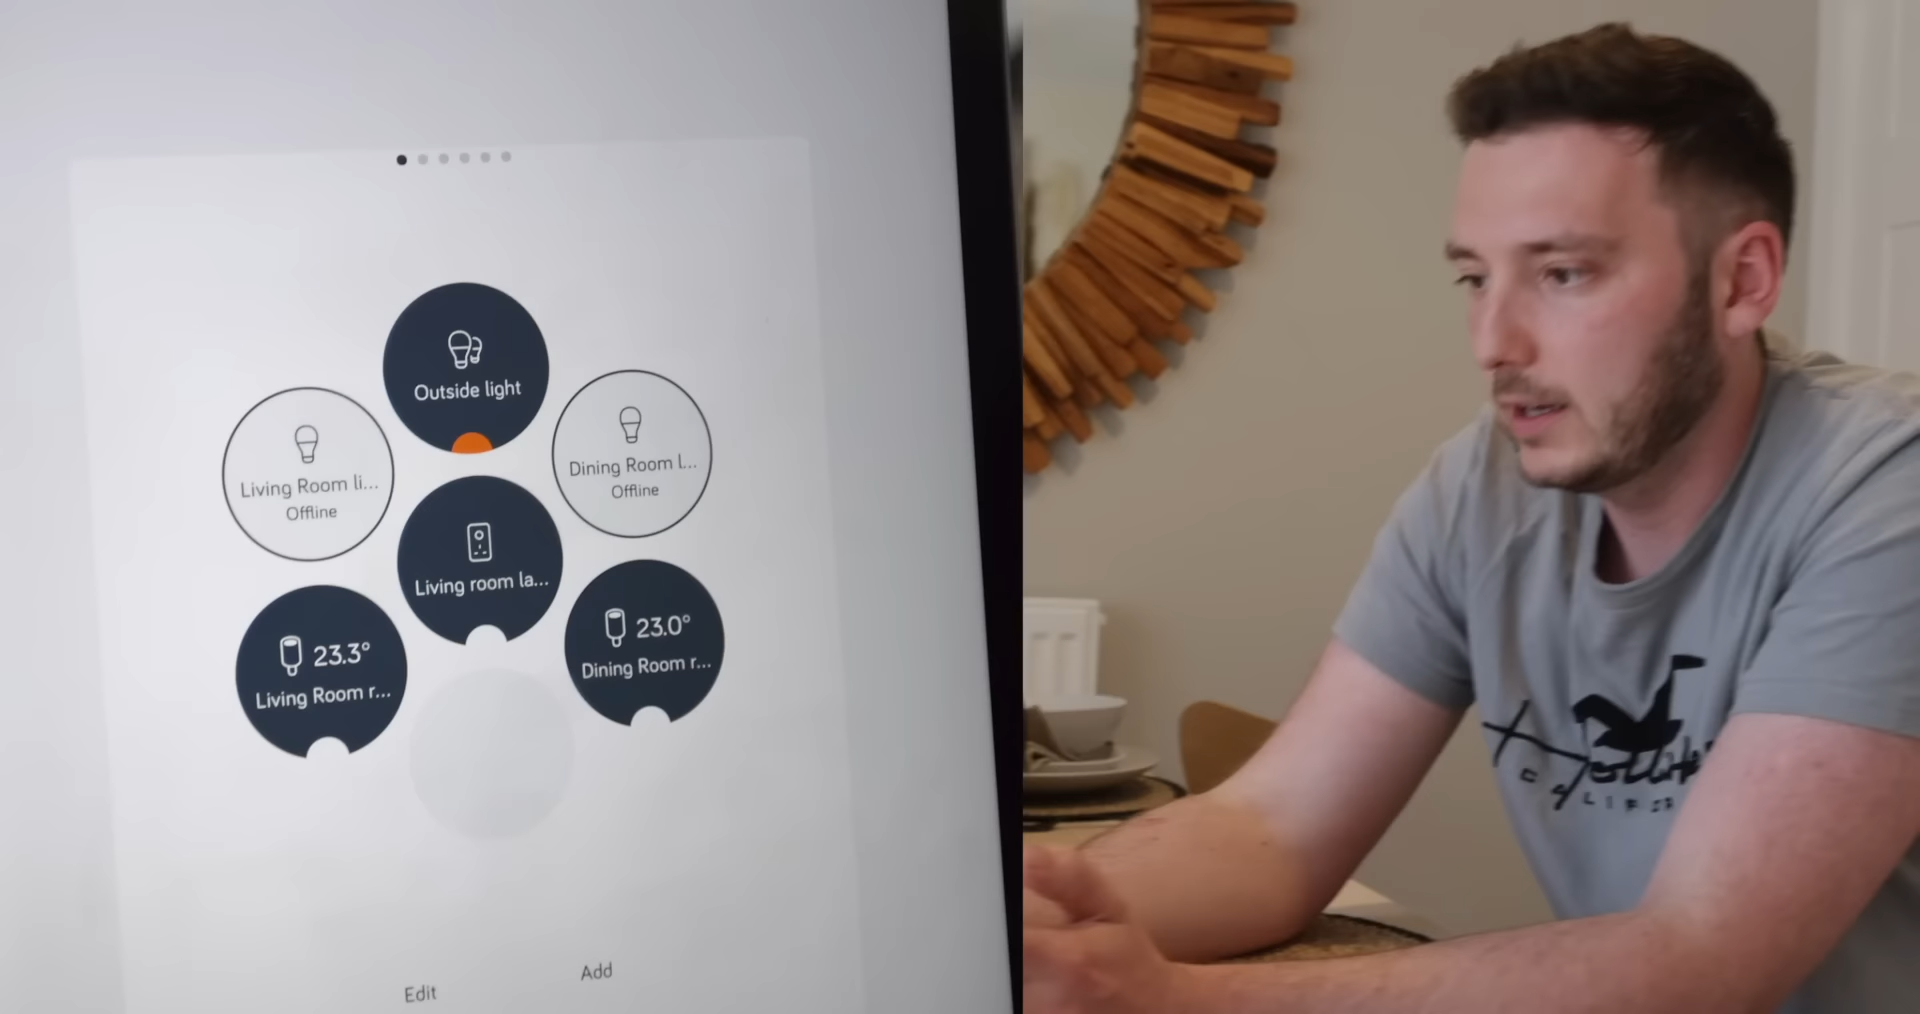 Outside light
Living Room li...
Offline
Dining Room l...
Offline
Living room la...
23.3°
Living Room r...
23.0°
Dining Room r...
Edit
Add